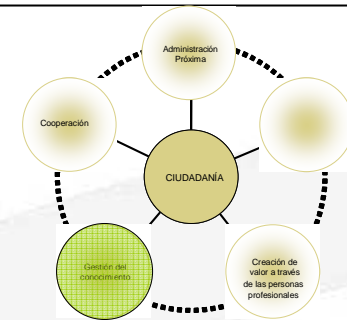 Administración
Próxima
Cooperación
CIUDADANÍA
Gestión del
conocimiento
Creación de
valor a través
de las personas
profesionales